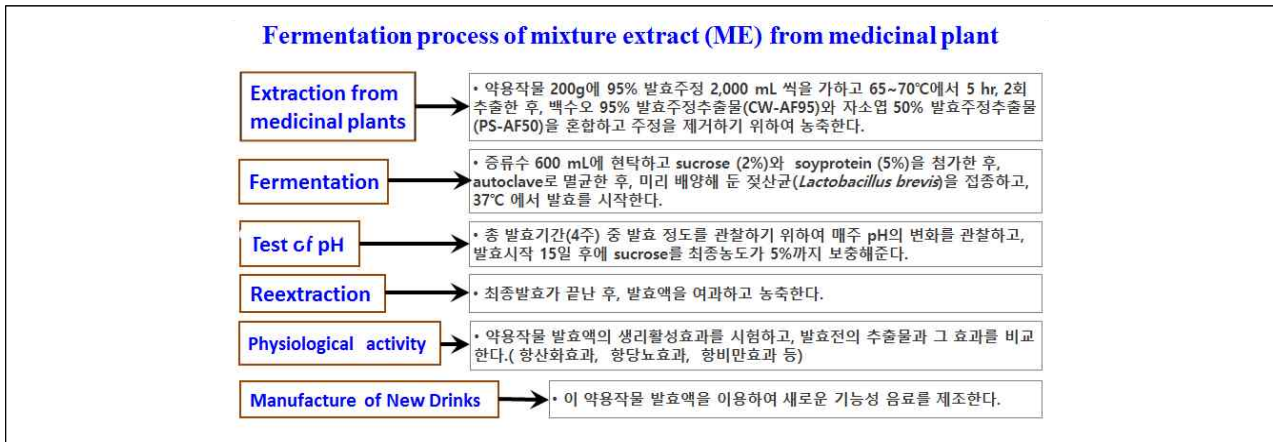 Fermentation process of mixture extract (ME) from medicinal plant
Extraction from
medicinal plants
• 약용작물 200g에 95% 발효주정 2,000 mL 씩을 가하고 65~70℃에서 5 hr, 2회
추출한 후, 백수오 95% 발효주정추출물(CW-AF95)와 자소엽 50% 발효주정추출물
(PS-AF50)을 혼합하고 주정을 제거하기 위하여 농축한다.
Fermentation
• 증류수 600 mL에 현탁하고 sucrose (2%)와 soyprotein (5%)을 첨가한 후,
autoclave로 멸균한 후, 미리 배양해 둔 젖산균(Lactobacillus brevis)을 접종하고,
37℃ 에서 발효를 시작한다.
Test of pH
• 총 발효기간(4주) 중 발효 정도를 관찰하기 위하여 매주 pH의 변화를 관찰하고,
발효시작 15일 후에 sucrose를 최종농도가 5%까지 보충해준다.
Reextraction
• 최종발효가 끝난 후, 발효액을 여과하고 농축한다.
Physiological activity
• 약용작물 발효액의 생리활성효과를 시험하고, 발효전의 추출물과 그 효과를 비교
한다.( 항산화효과, 항당뇨효과, 항비만효과 등)
Manufacture of New Drinks
• 이 약용작물 발효액을 이용하여 새로운 기능성 음료를 제조한다.